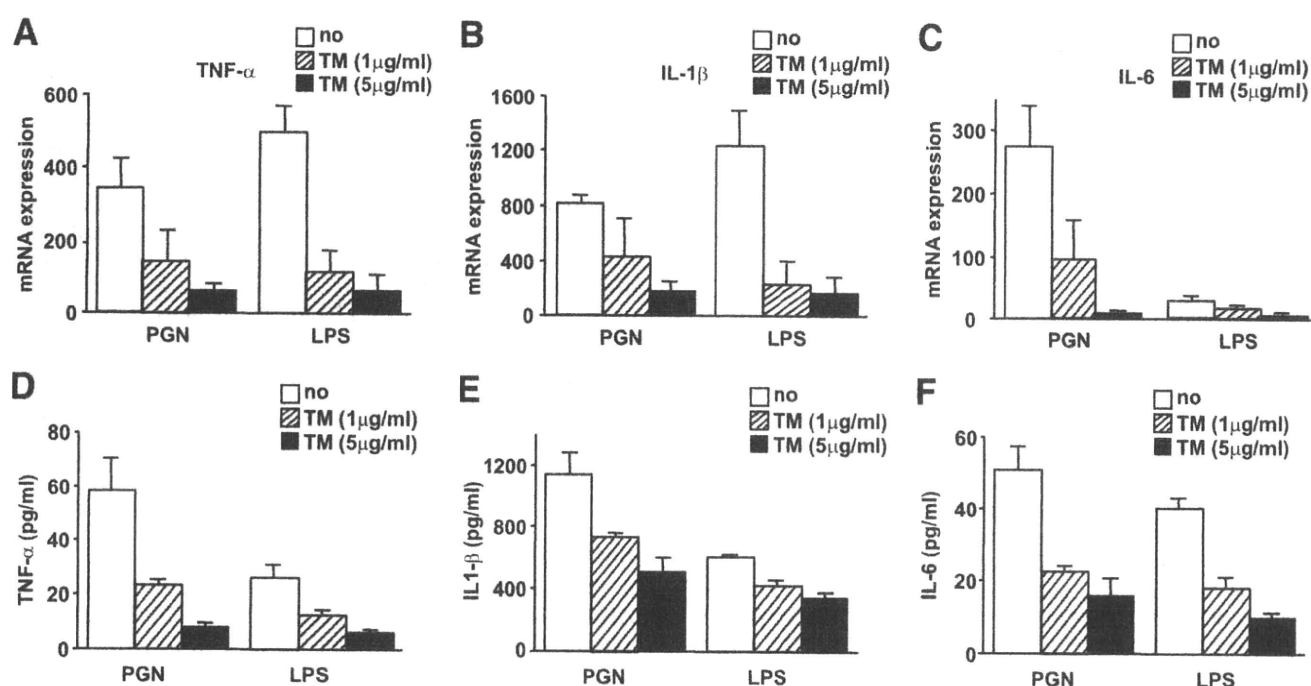 A
no
TM (1μg/ml)
TM (5μg/ml)
TNF-α
mRNA expression
600
400
200
0
PGN
LPS
B
no
TM (1μg/ml)
TM (5μg/ml)
IL-1β
mRNA expression
1600
1200
800
400
0
PGN
LPS
C
no
TM (1μg/ml)
TM (5μg/ml)
IL-6
mRNA expression
300
200
100
0
PGN
LPS
D
no
TM (1μg/ml)
TM (5μg/ml)
TNF-α (pg/ml)
80
60
40
20
0
PGN
LPS
E
no
TM (1μg/ml)
TM (5μg/ml)
IL1-β (pg/ml)
1200
800
400
0
PGN
LPS
F
no
TM (1μg/ml)
TM (5μg/ml)
IL-6 (pg/ml)
60
40
20
0
PGN
LPS